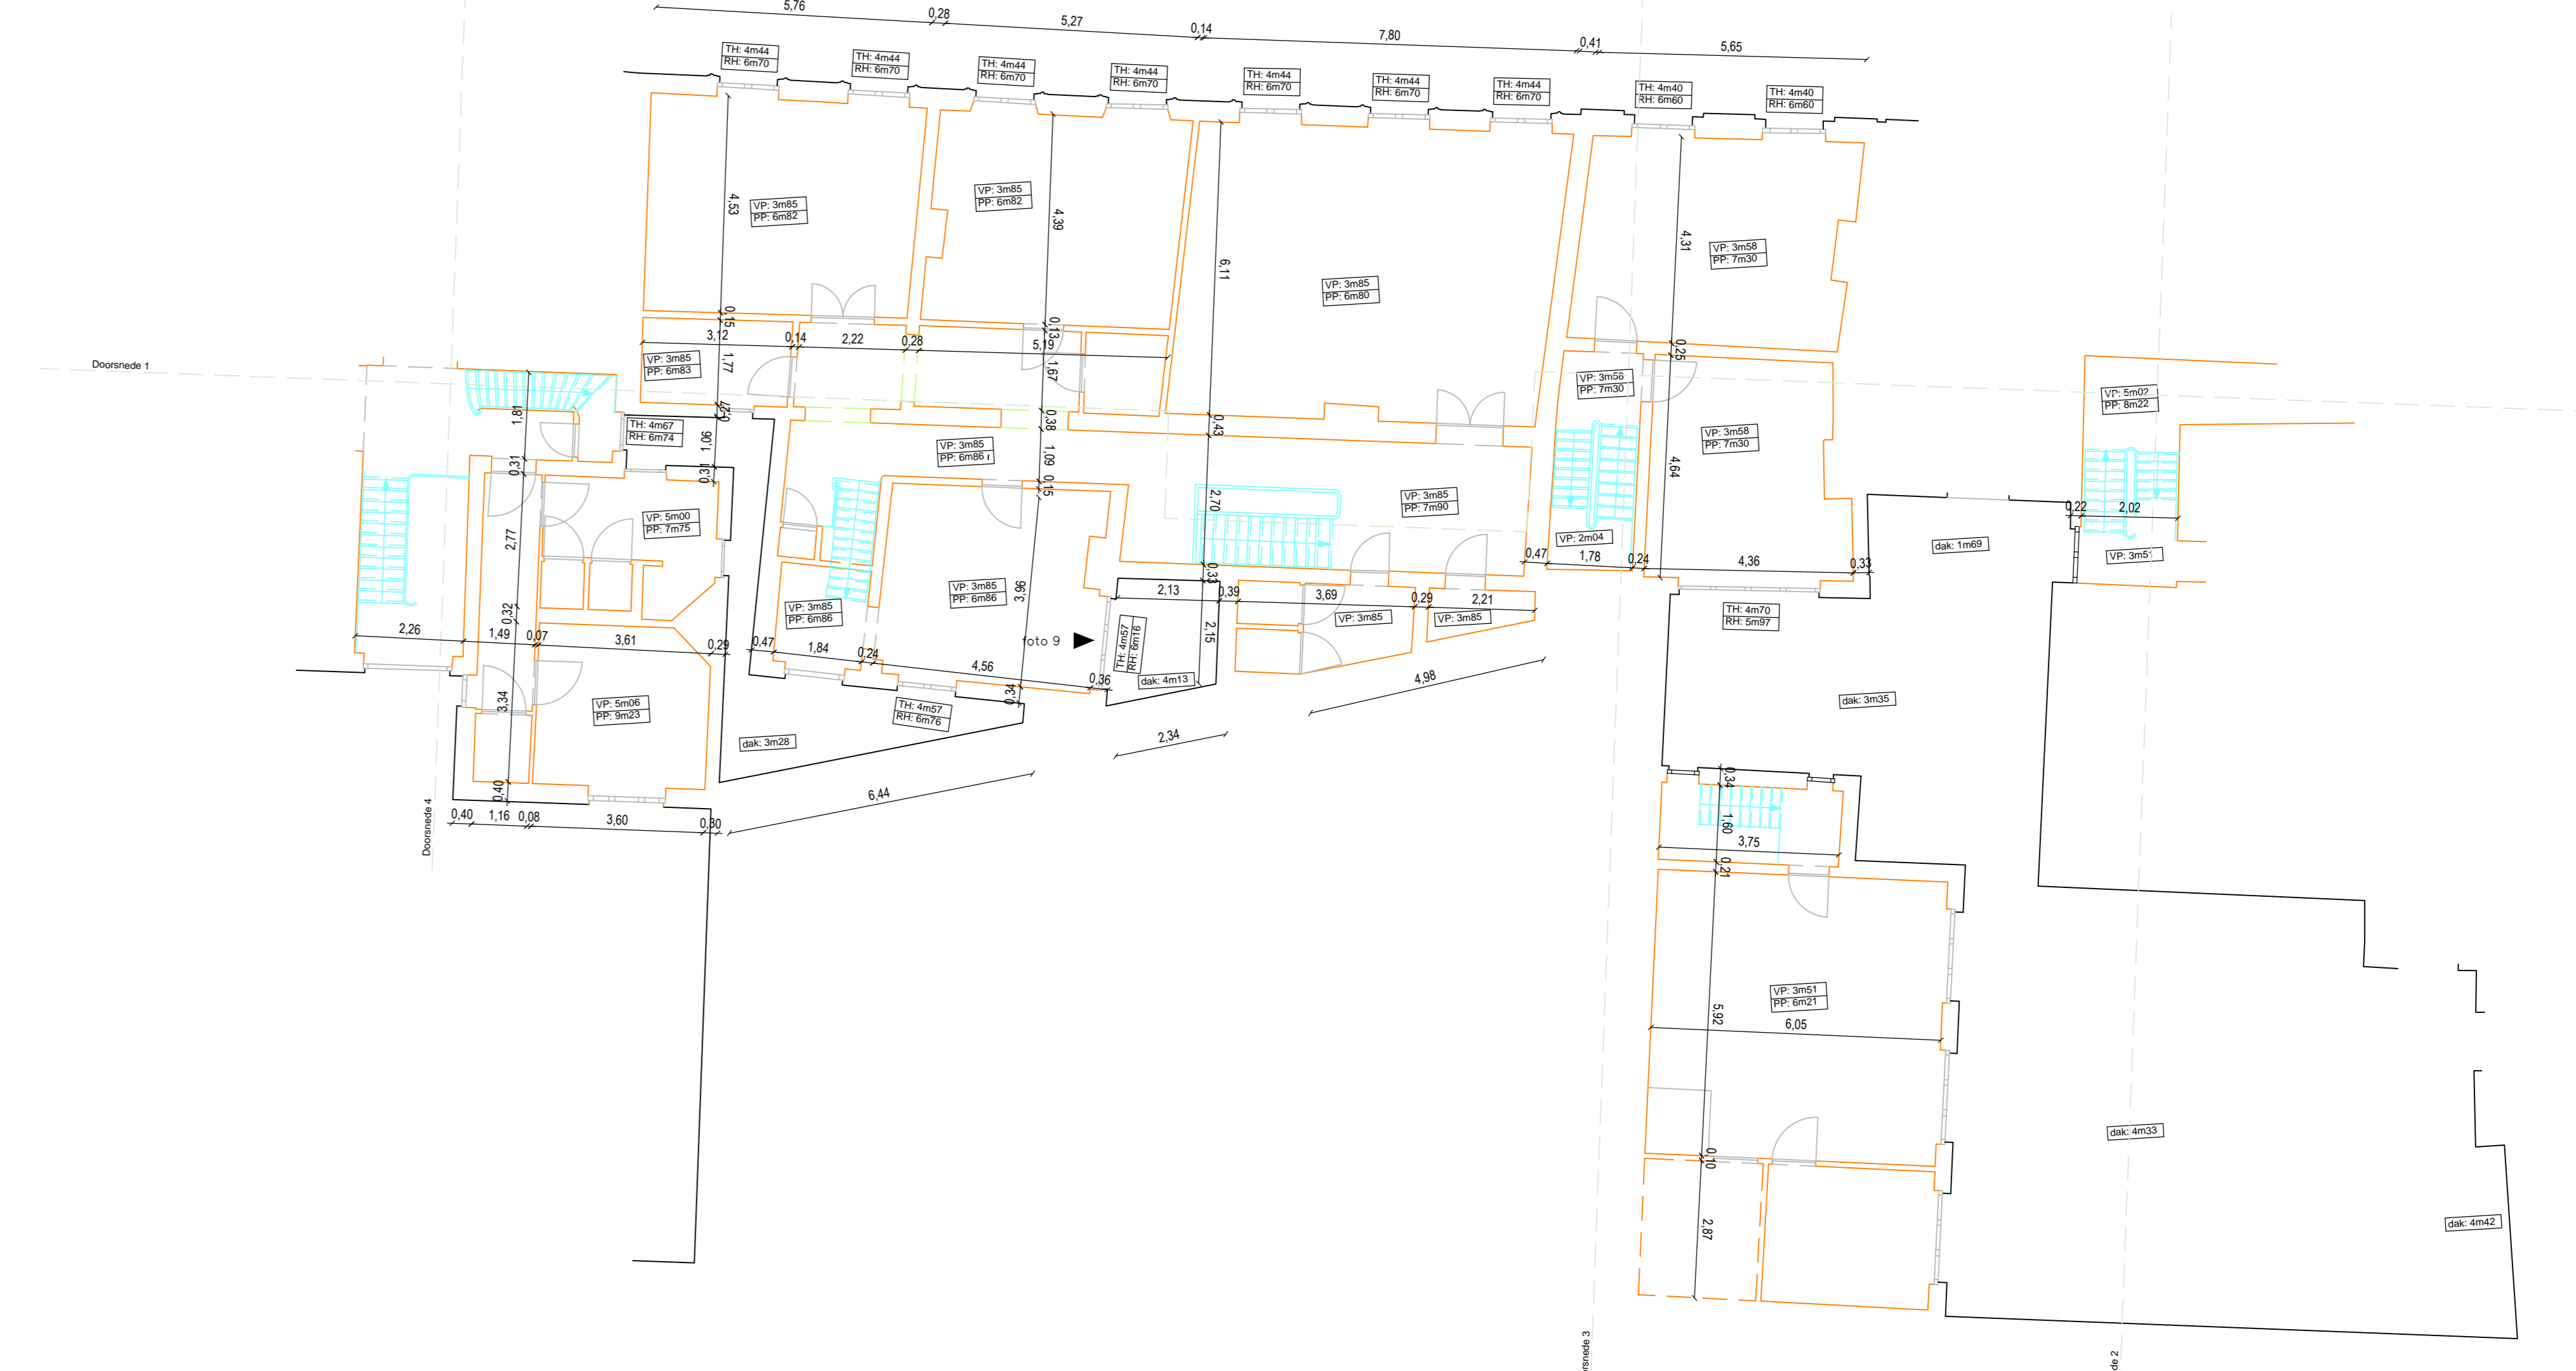 5,76
0,28
5,27
0,14
7,80
0,41
5,65
TH: 4m44
RH: 6m70
TH: 4m44
RH: 6m70
TH: 4m44
RH: 6m70
TH: 4m44
RH: 6m70
TH: 4m44
RH: 6m70
TH: 4m44
RH: 6m70
TH: 4m44
RH: 6m70
TH: 4m40
RH: 6m60
TH: 4m40
RH: 6m60
4,53
VP: 3m85
PP: 6m82
VP: 3m85
PP: 6m82
4,39
6,11
VP: 3m85
PP: 6m80
4,31
VP: 3m58
PP: 7m30
0,15
3,12
0,14
2,22
0,28
0,13
5,19
1,67
0,25
VP: 3m85
PP: 6m83
1,77
Doorsnede 1
VP: 3m58
PP: 7m30
VP: 5m02
PP: 8m22
1,81
TH: 4m67
RH: 6m74
1,90
0,31
0,31
0,38
0,43
VP: 3m85
PP: 6m86
1,09
0,15
VP: 3m58
PP: 7m30
4,64
2,70
VP: 3m85
PP: 7m90
VP: 5m00
PP: 7m75
2,77
0,22
2,02
VP: 2m04
dak: 1m69
VP: 3m51
0,47
1,78
0,24
4,36
0,33
0,33
VP: 3m85
PP: 6m86
VP: 3m85
PP: 6m86
3,96
2,13
0,39
3,69
0,29
2,21
VP: 3m85
VP: 3m85
TH: 4m70
RH: 5m97
0,32
2,26
1,49
0,07
3,61
0,29
0,47
1,84
0,24
4,56
0,36
foto 9
TH: 4m57
RH: 6m16
2,15
dak: 4m13
4,98
3,34
VP: 5m06
PP: 9m23
TH: 4m57
RH: 6m76
0,34
dak: 3m35
dak: 3m28
2,34
0,40
6,44
0,40
1,16
0,08
3,60
0,30
Doorsnede 4
0,34
1,60
3,75
0,21
VP: 3m51
PP: 6m21
5,92
6,05
0,10
2,87
dak: 4m33
dak: 4m42
rsnede 3
de 2